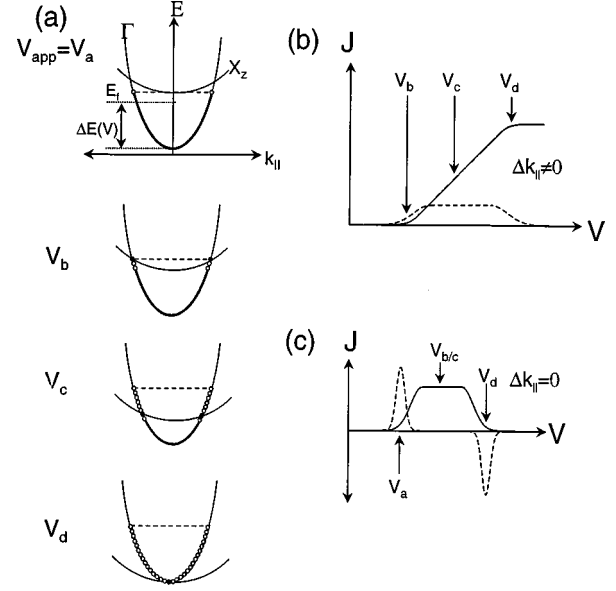 (a)
V_app=V_a
E
Γ
X_z
E_f
ΔE(V)
k_||
V_b
V_c
V_d
(b)
J
V_b
V_c
V_d
Δk_||≠0
V
(c)
J
V_b/c
V_d
Δk_||=0
V
V_a